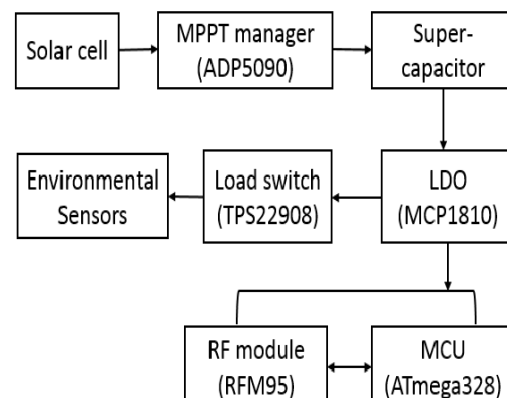 Solar cell
MPPT manager
(ADP5090)
Super-
capacitor
Environmental
Sensors
Load switch
(TPS22908)
LDO
(MCP1810)
RF module
(RFM95)
MCU
(ATmega328)